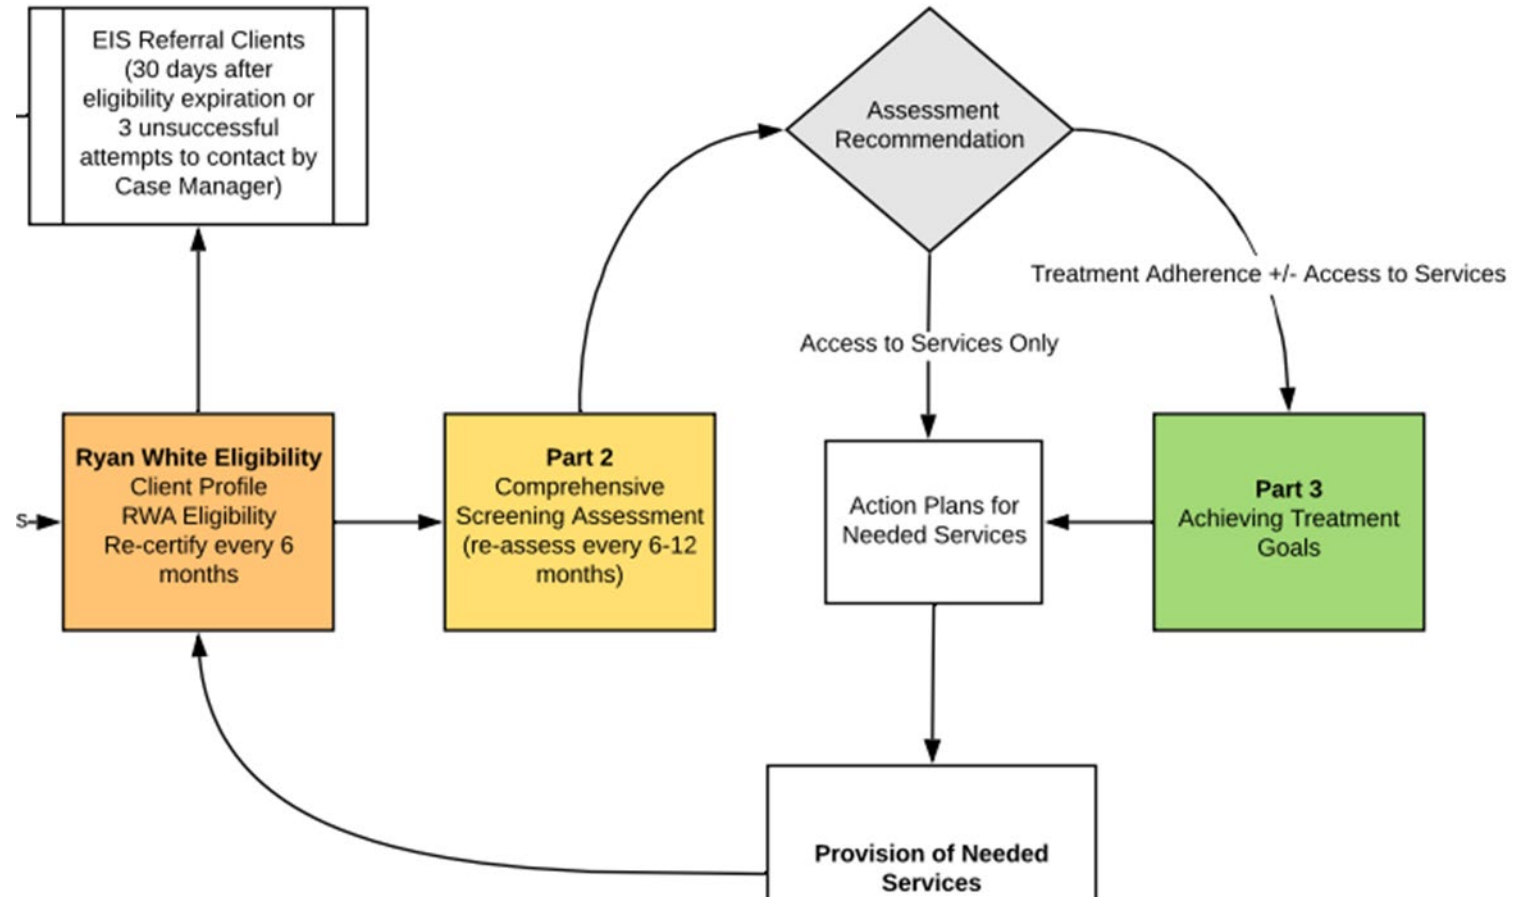 EIS Referral Clients
(30 days after
eligibility expiration or
3 unsuccessful
attempts to contact by
Case Manager)
Assessment
Recommendation
Treatment Adherence +/- Access to Services
Access to Services Only
Ryan White Eligibility
Client Profile
RWA Eligibility
Re-certify every 6
months
Part 2
Comprehensive
Screening Assessment
(re-assess every 6-12
months)
Action Plans for
Needed Services
Part 3
Achieving Treatment
Goals
s
Provision of Needed
Services